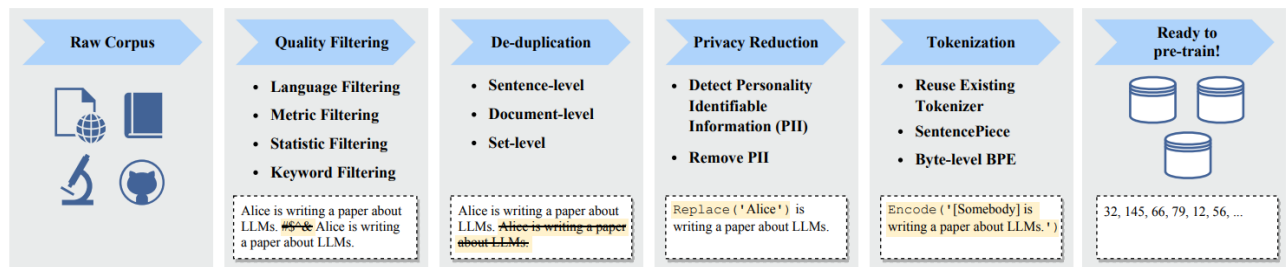 Raw Corpus
Quality Filtering
• Language Filtering
• Metric Filtering
• Statistic Filtering
• Keyword Filtering
Alice is writing a paper about
LLMs. #$^& Alice is writing
a paper about LLMs.
De-duplication
• Sentence-level
• Document-level
• Set-level
Alice is writing a paper about
LLMs. Alice is writing a paper
about LLMs.
Privacy Reduction
• Detect Personality
Identifiable
Information (PII)
• Remove PII
Replace('Alice') is
writing a paper about LLMs.
Tokenization
• Reuse Existing
Tokenizer
• SentencePiece
• Byte-level BPE
Encode('[Somebody] is
writing a paper about LLMs.')
Ready to
pre-train!
32, 145, 66, 79, 12, 56, ...